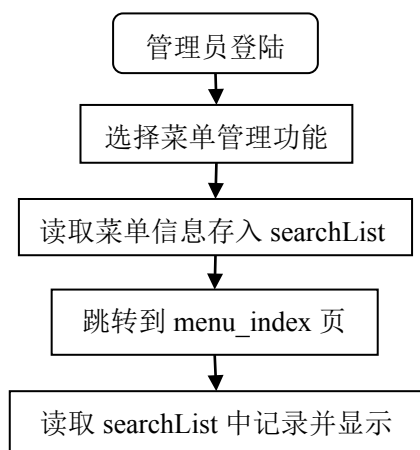 管理员登陆
选择菜单管理功能
读取菜单信息存入 searchList
跳转到 menu_index 页
读取 searchList 中记录并显示